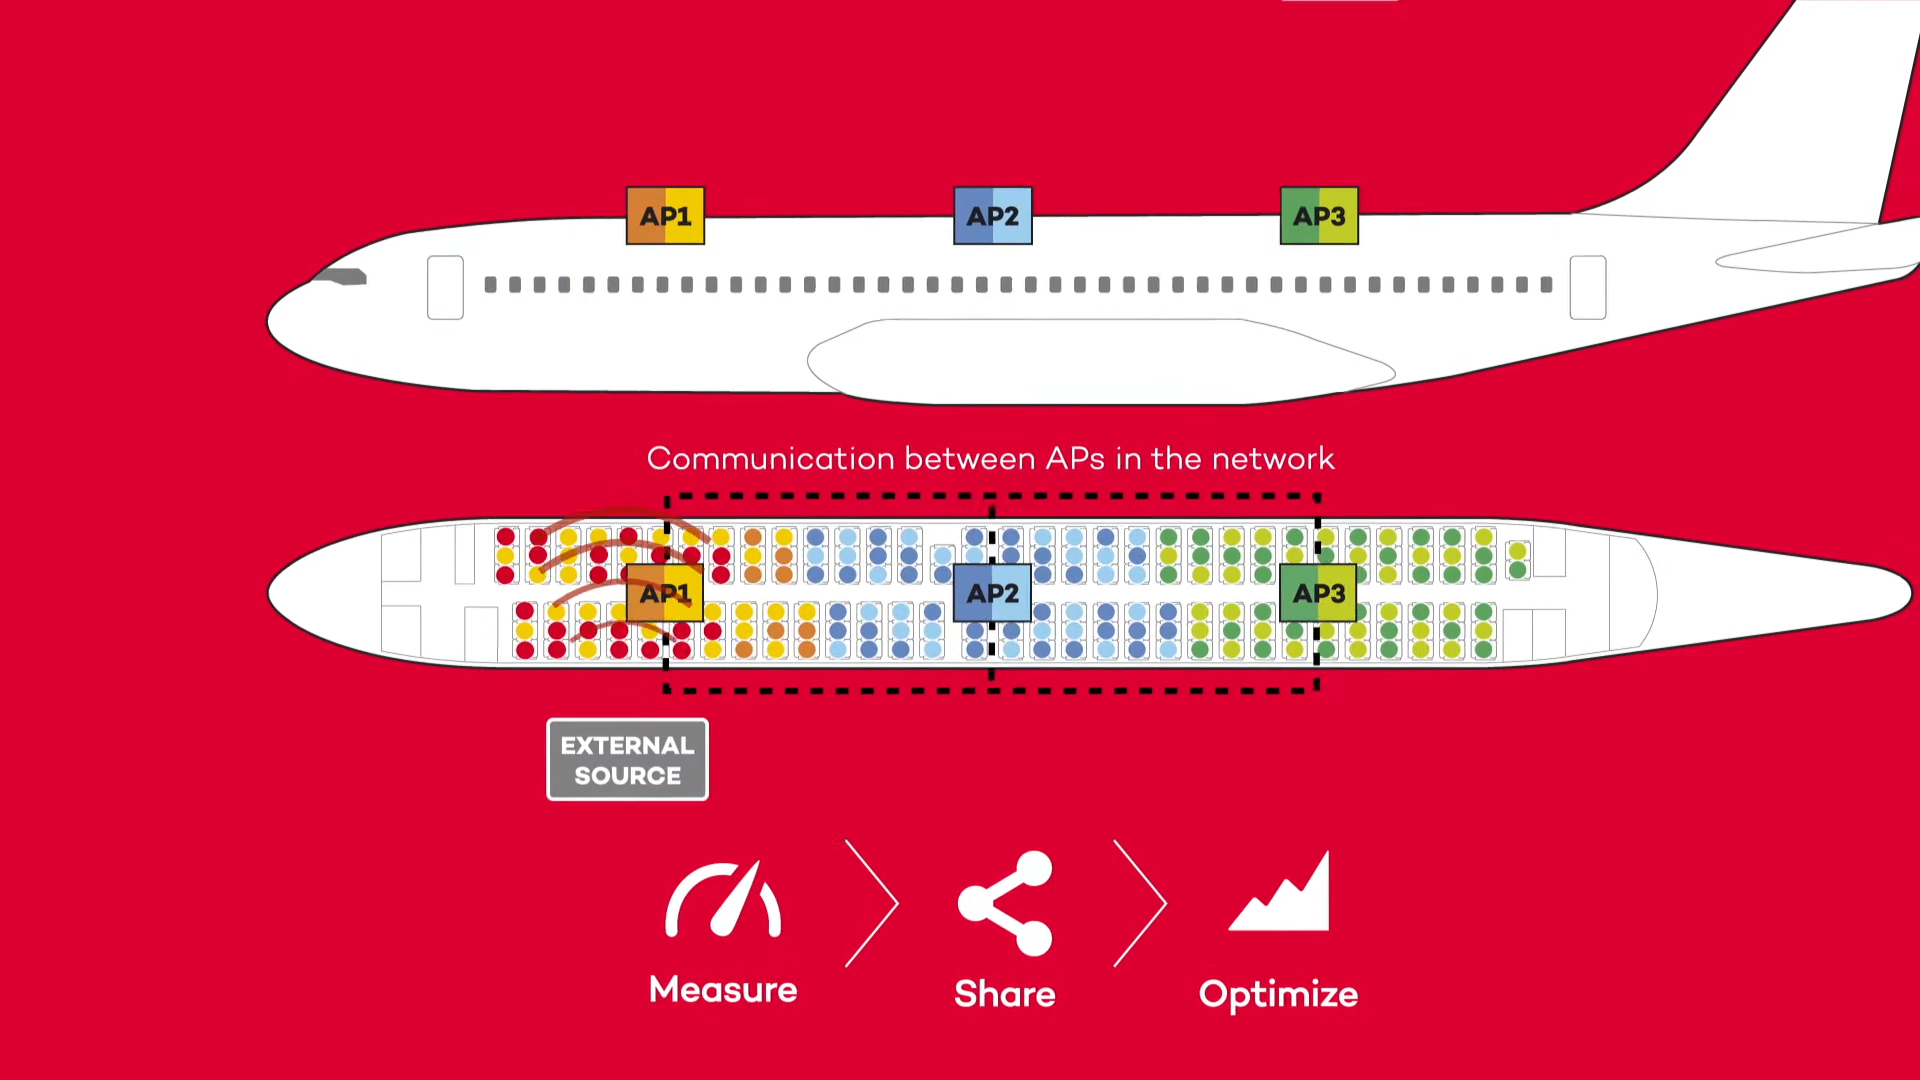 AP1
AP2
AP3
Communication between APs in the network
AP1
AP2
AP3
EXTERNAL
SOURCE
Measure
Share
Optimize